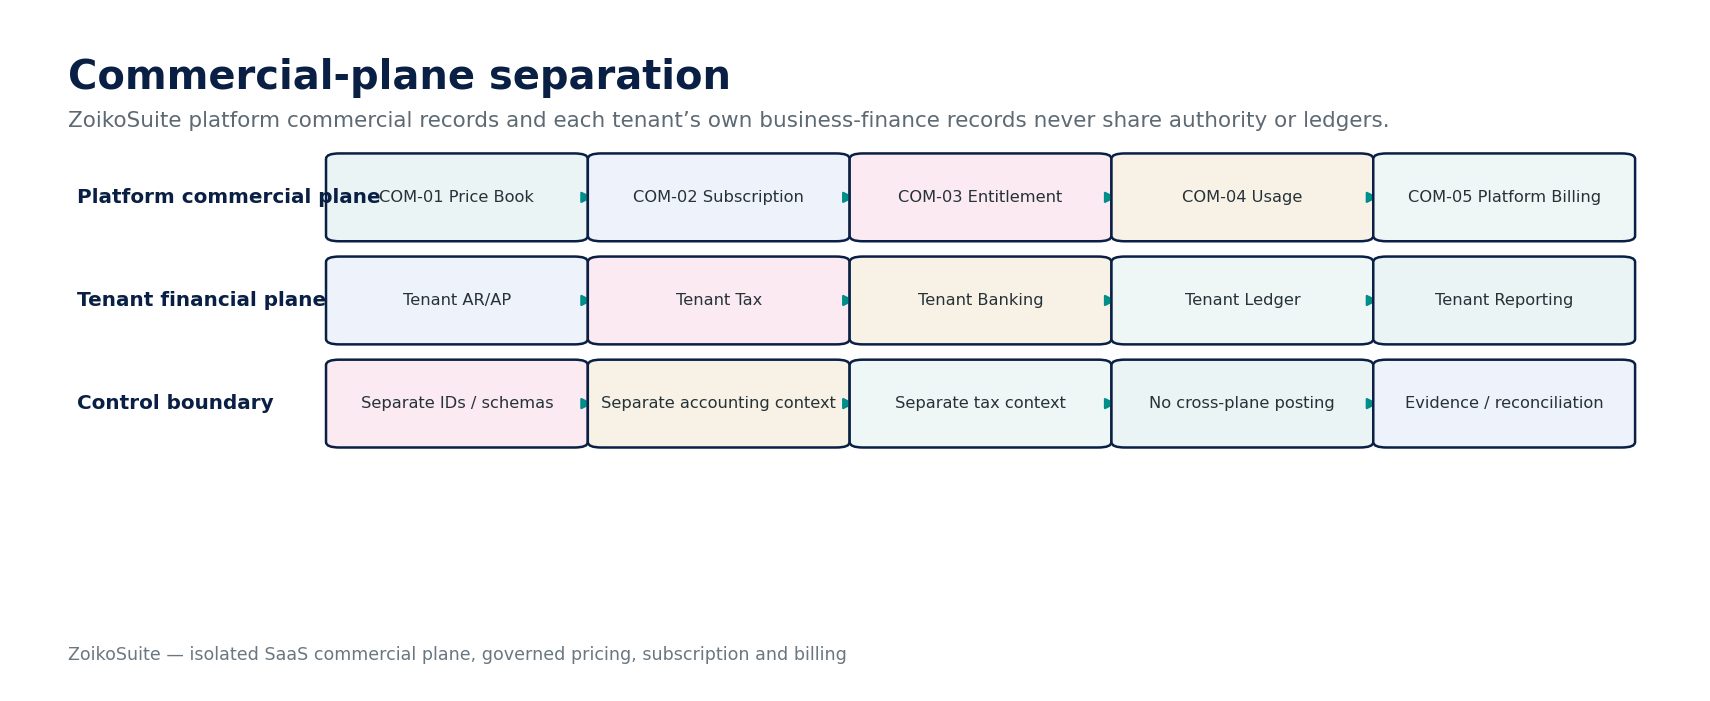 Commercial-plane separation
ZoikoSuite platform commercial records and each tenant’s own business-finance records never share authority or ledgers.
Platform commercial plane COM-01 Price Book COM-02 Subscription COM-03 Entitlement COM-04 Usage COM-05 Platform Billing
Tenant financial plane Tenant AR/AP Tenant Tax Tenant Banking Tenant Ledger Tenant Reporting
Control boundary Separate IDs / schemas Separate accounting context Separate tax context No cross-plane posting Evidence / reconciliation
ZoikoSuite — isolated SaaS commercial plane, governed pricing, subscription and billing